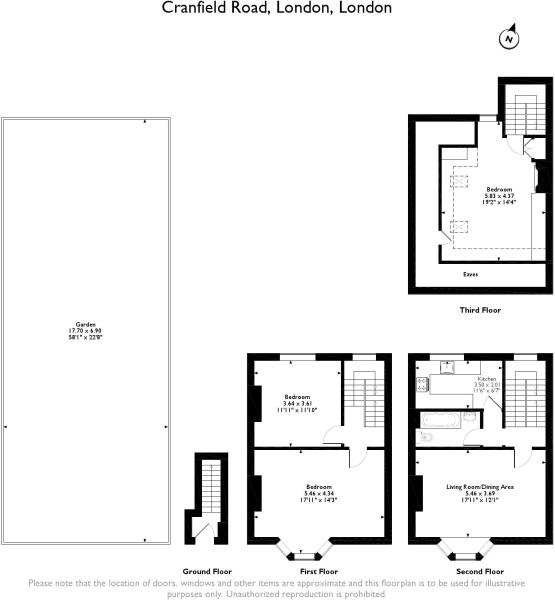 Cranfield Road, London, London
N
Bedroom
5.83 x 4.37
19'2" x 14'4"
Eaves
Third Floor
Garden
17.70 x 6.90
58'1" x 22'8"
Bedroom
3.64 x 3.61
11'11" x 11'10"
Kitchen
3.50 x 2.01
11'6" x 6'7"
Bedroom
5.46 x 4.34
17'11" x 14'3"
Living Room/Dining Area
5.46 x 3.69
17'11" x 12'1"
Ground Floor
First Floor
Second Floor
Please note that the location of doors, windows and other items are approximate and this floorplan is to be used for illustrative
purposes only. Unauthorized reproduction is prohibited.